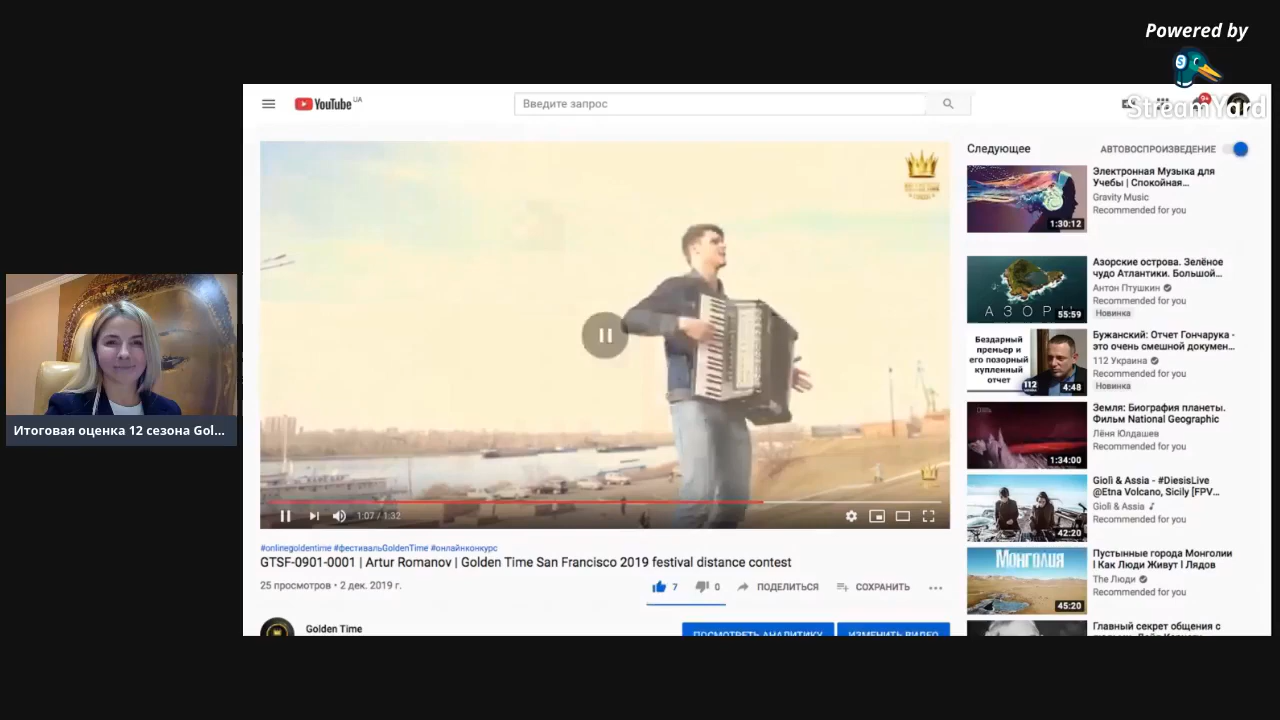 Powered by
StreamYard
YouTube UA
Введите запрос
9+
Следующее
АВТОВОСПРОИЗВЕДЕНИЕ
Электронная Музыка для
Учебы | Спокойная...
Gravity Music
Recommended for you
1:30:12
Азорские острова. Зелёное
чудо Атлантики. Большой...
Антон Птушкин
Recommended for you
Новинка
АЗОРЫ
55:59
Бужанский: Отчет Гончарука -
это очень смешной докумен...
112 Украина
Recommended for you
Новинка
Бездарный
премьер и
его позорный
купленный
отчет
112
4:48
Земля: Биография планеты.
Фильм National Geographic
Лёня Юлдашев
Recommended for you
1:34:00
Giolì & Assia - #DiesisLive
@Etna Volcano, Sicily [FPV...
Giolì & Assia
Recommended for you
42:20
Пустынные города Монголии
I Как Люди Живут I Лядов
The Люди
Recommended for you
МОНГОЛИЯ
45:20
Главный секрет общения с
Итоговая оценка 12 сезона Gol...
1:07 / 1:32
#onlinegoldentime #фестивальGoldenTime #онлайнконкурс
GTSF-0901-0001 | Artur Romanov | Golden Time San Francisco 2019 festival distance contest
25 просмотров • 2 дек. 2019 г.
7
0
ПОДЕЛИТЬСЯ
СОХРАНИТЬ
Golden Time
ПОСМОТРЕТЬ АНАЛИТИКУ
ИЗМЕНИТЬ ВИДЕО